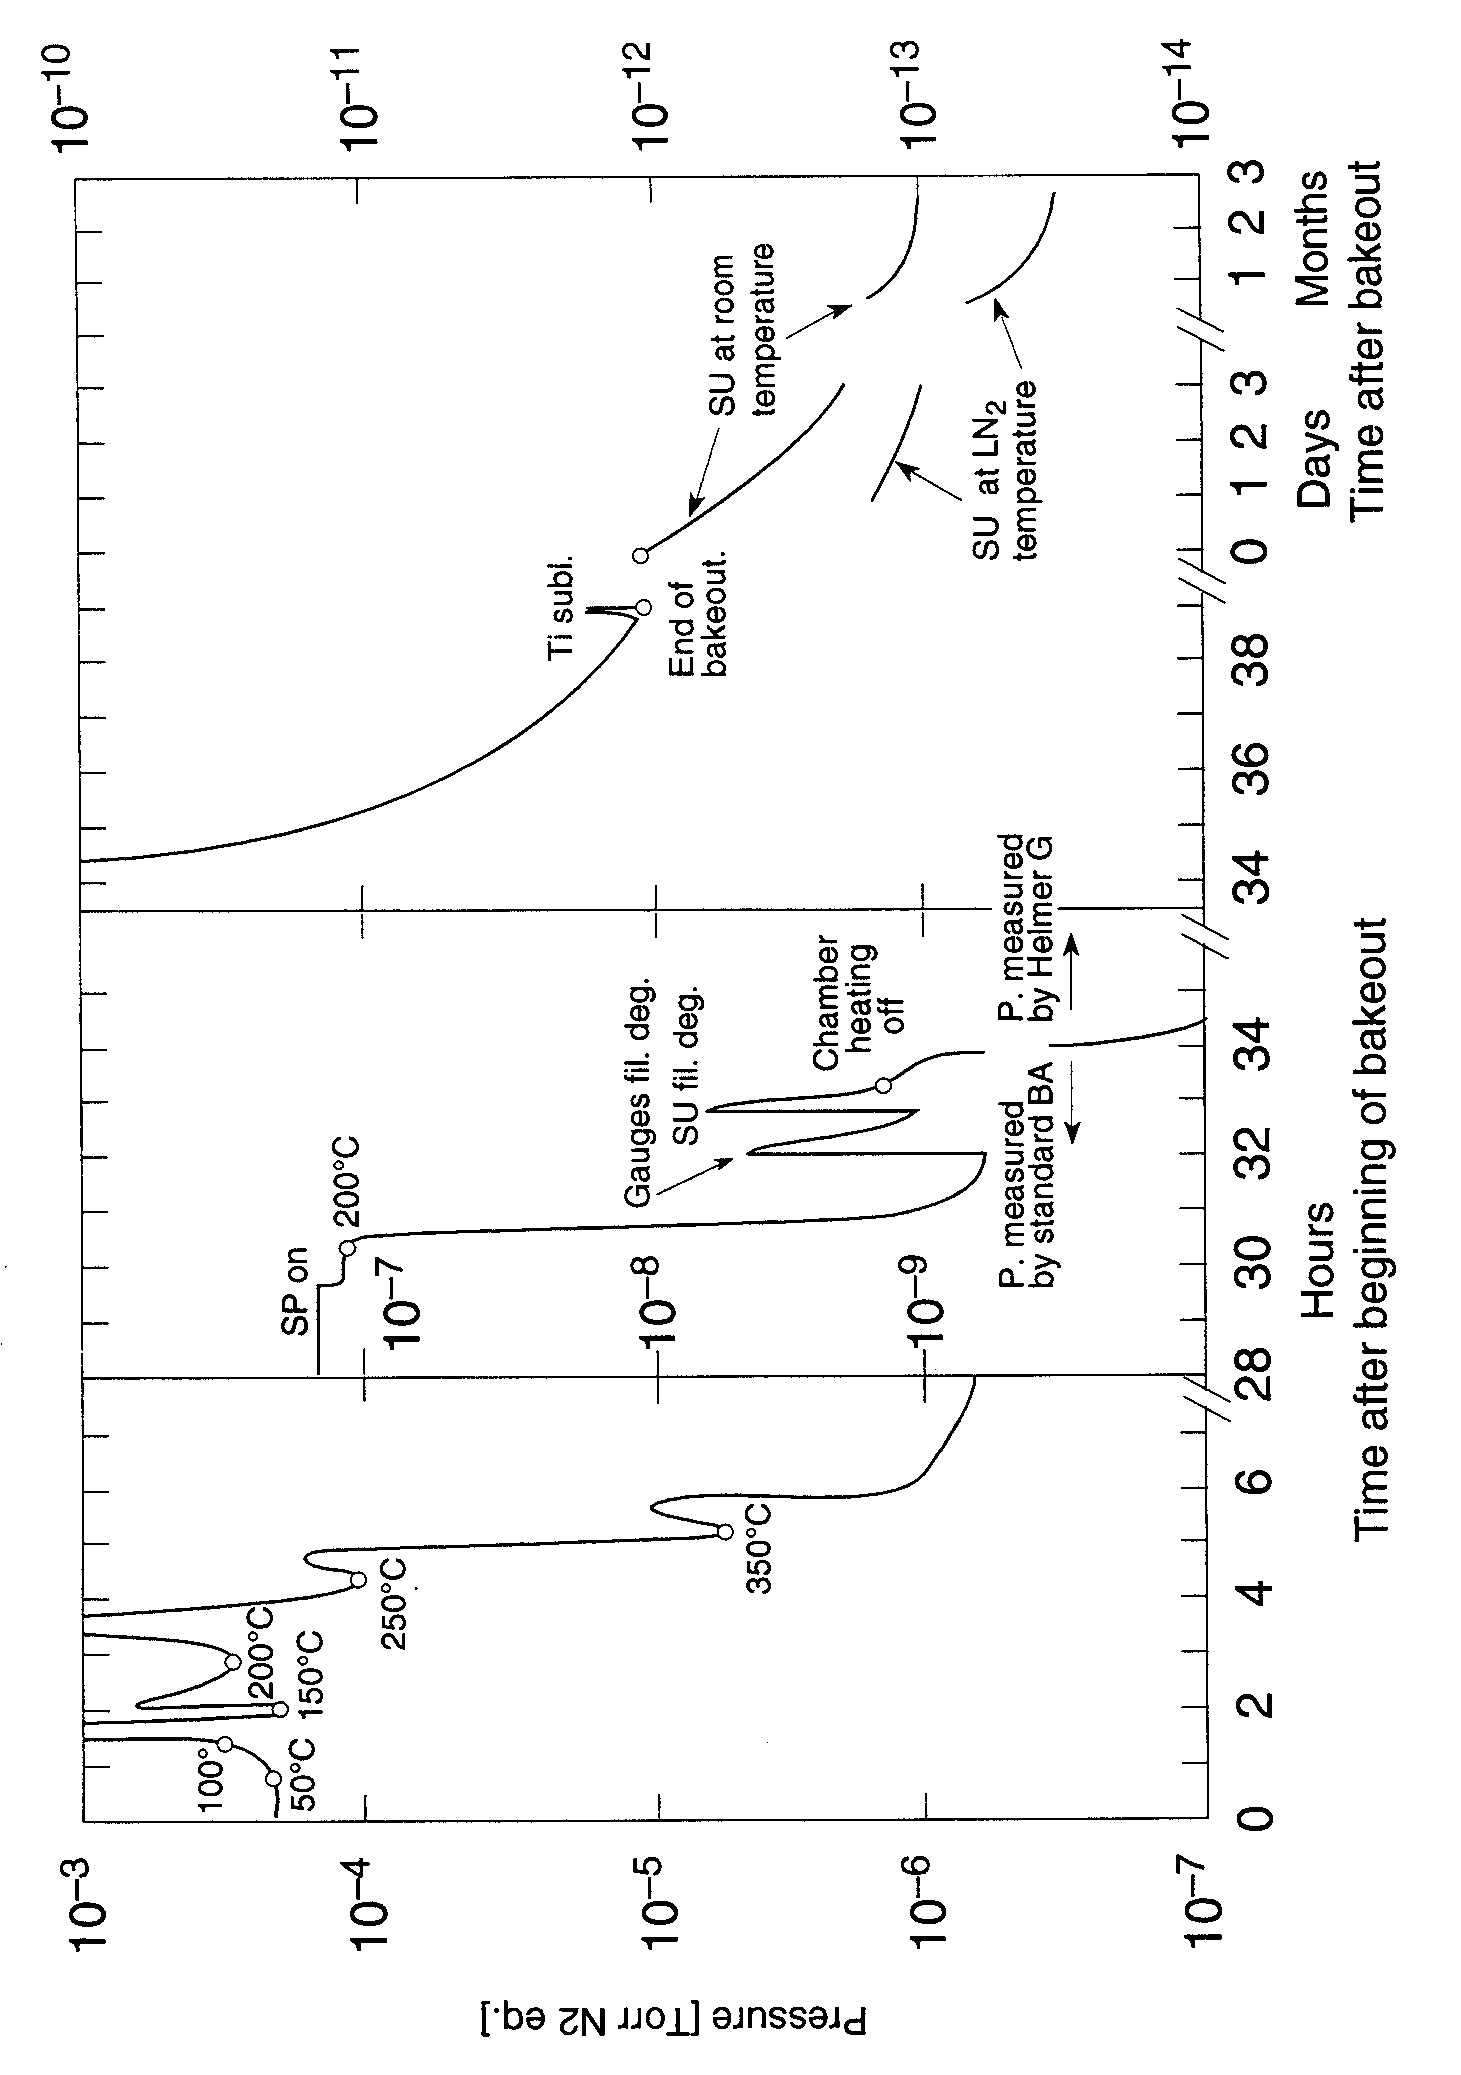 Pressure [Torr N2 eq.]
10–3
10–4
10–5
10–6
10–7
100°
50°C
200°C
150°C
250°C
350°C
SP on
200°C
10–7
10–8
10–9
Gauges fil. deg.
SU fil. deg.
Chamber
heating
off
P. measured
by standard BA
P. measured
by Helmer G
Ti subl.
End of
bakeout.
SU at room
temperature
SU at LN2
temperature
10–10
10–11
10–12
10–13
10–14
0 2 4 6 28 30 32 34 34 36 38 0 1 2 3 1 2 3
Hours
Time after beginning of bakeout
Days
Months
Time after bakeout